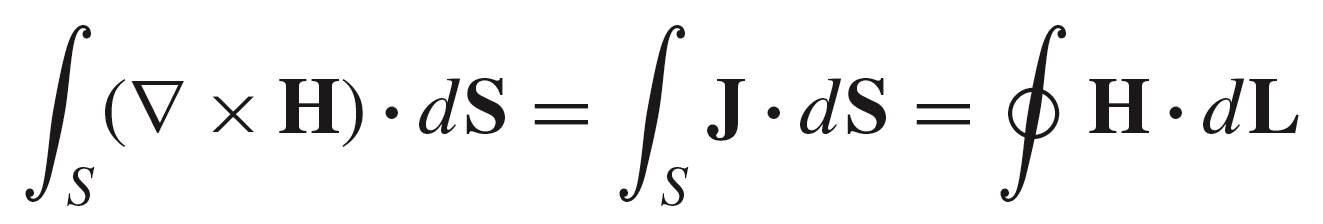 ∫_S (∇ × H) · dS = ∫_S J · dS = ∮ H · dL